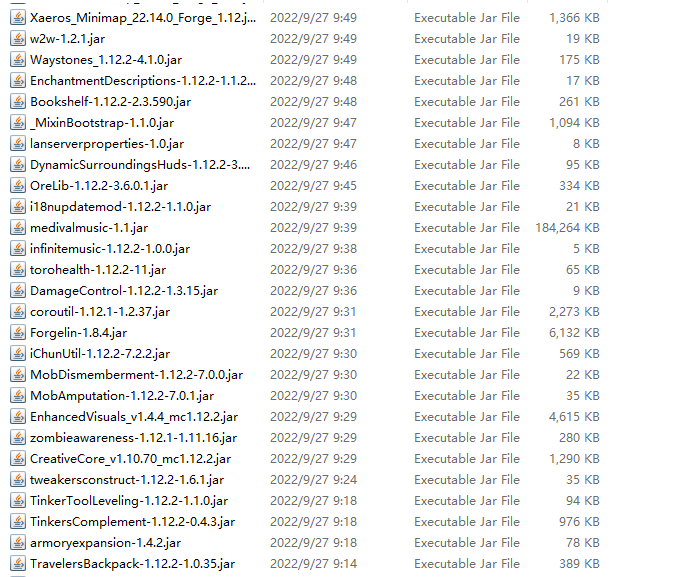 Xaeros_Minimap_22.14.0_Forge_1.12.j... 2022/9/27 9:49 Executable Jar File 1,366 KB
w2w-1.2.1.jar 2022/9/27 9:49 Executable Jar File 19 KB
Waystones_1.12.2-4.1.0.jar 2022/9/27 9:49 Executable Jar File 175 KB
EnchantmentDescriptions-1.12.2-1.1.2... 2022/9/27 9:48 Executable Jar File 17 KB
Bookshelf-1.12.2-2.3.590.jar 2022/9/27 9:48 Executable Jar File 261 KB
_MixinBootstrap-1.1.0.jar 2022/9/27 9:47 Executable Jar File 1,094 KB
lanserverproperties-1.0.jar 2022/9/27 9:47 Executable Jar File 8 KB
DynamicSurroundingsHuds-1.12.2-3.... 2022/9/27 9:46 Executable Jar File 95 KB
OreLib-1.12.2-3.6.0.1.jar 2022/9/27 9:45 Executable Jar File 334 KB
i18nupdatemod-1.12.2-1.1.0.jar 2022/9/27 9:39 Executable Jar File 21 KB
medivalmusic-1.1.jar 2022/9/27 9:39 Executable Jar File 184,264 KB
infinitemusic-1.12.2-1.0.0.jar 2022/9/27 9:38 Executable Jar File 5 KB
torohealth-1.12.2-11.jar 2022/9/27 9:36 Executable Jar File 65 KB
DamageControl-1.12.2-1.3.15.jar 2022/9/27 9:36 Executable Jar File 9 KB
coroutil-1.12.1-1.2.37.jar 2022/9/27 9:31 Executable Jar File 2,273 KB
Forgelin-1.8.4.jar 2022/9/27 9:31 Executable Jar File 6,132 KB
iChunUtil-1.12.2-7.2.2.jar 2022/9/27 9:30 Executable Jar File 569 KB
MobDismemberment-1.12.2-7.0.0.jar 2022/9/27 9:30 Executable Jar File 22 KB
MobAmputation-1.12.2-7.0.1.jar 2022/9/27 9:30 Executable Jar File 35 KB
EnhancedVisuals_v1.4.4_mc1.12.2.jar 2022/9/27 9:29 Executable Jar File 4,615 KB
zombieawareness-1.12.1-1.11.16.jar 2022/9/27 9:29 Executable Jar File 280 KB
CreativeCore_v1.10.70_mc1.12.2.jar 2022/9/27 9:29 Executable Jar File 1,290 KB
tweakersconstruct-1.12.2-1.6.1.jar 2022/9/27 9:24 Executable Jar File 35 KB
TinkerToolLeveling-1.12.2-1.1.0.jar 2022/9/27 9:18 Executable Jar File 94 KB
TinkersComplement-1.12.2-0.4.3.jar 2022/9/27 9:18 Executable Jar File 976 KB
armoryexpansion-1.4.2.jar 2022/9/27 9:18 Executable Jar File 78 KB
TravelersBackpack-1.12.2-1.0.35.jar 2022/9/27 9:14 Executable Jar File 389 KB